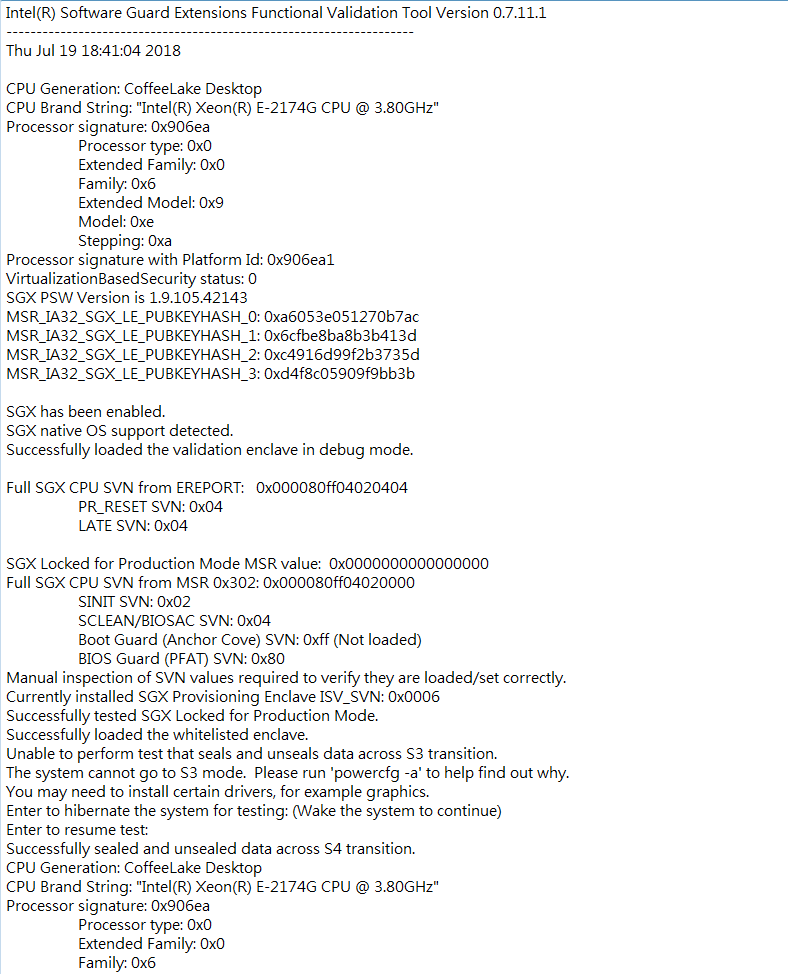 Intel(R) Software Guard Extensions Functional Validation Tool Version 0.7.11.1
--------------------------------------------------------------------
Thu Jul 19 18:41:04 2018
CPU Generation: CoffeeLake Desktop
CPU Brand String: "Intel(R) Xeon(R) E-2174G CPU @ 3.80GHz"
Processor signature: 0x906ea
Processor type: 0x0
Extended Family: 0x0
Family: 0x6
Extended Model: 0x9
Model: 0xe
Stepping: 0xa
Processor signature with Platform Id: 0x906ea1
VirtualizationBasedSecurity status: 0
SGX PSW Version is 1.9.105.42143
MSR_IA32_SGX_LE_PUBKEYHASH_0: 0xa6053e051270b7ac
MSR_IA32_SGX_LE_PUBKEYHASH_1: 0x6cfbe8ba8b3b413d
MSR_IA32_SGX_LE_PUBKEYHASH_2: 0xc4916d99f2b3735d
MSR_IA32_SGX_LE_PUBKEYHASH_3: 0xd4f8c05909f9bb3b
SGX has been enabled.
SGX native OS support detected.
Successfully loaded the validation enclave in debug mode.
Full SGX CPU SVN from EREPORT:   0x000080ff04020404
PR_RESET SVN: 0x04
LATE SVN: 0x04
SGX Locked for Production Mode MSR value:  0x0000000000000000
Full SGX CPU SVN from MSR 0x302: 0x000080ff04020000
SINIT SVN: 0x02
SCLEAN/BIOSAC SVN: 0x04
Boot Guard (Anchor Cove) SVN: 0xff (Not loaded)
BIOS Guard (PFAT) SVN: 0x80
Manual inspection of SVN values required to verify they are loaded/set correctly.
Currently installed SGX Provisioning Enclave ISV_SVN: 0x0006
Successfully tested SGX Locked for Production Mode.
Successfully loaded the whitelisted enclave.
Unable to perform test that seals and unseals data across S3 transition.
The system cannot go to S3 mode.  Please run 'powercfg -a' to help find out why.
You may need to install certain drivers, for example graphics.
Enter to hibernate the system for testing: (Wake the system to continue)
Enter to resume test:
Successfully sealed and unsealed data across S4 transition.
CPU Generation: CoffeeLake Desktop
CPU Brand String: "Intel(R) Xeon(R) E-2174G CPU @ 3.80GHz"
Processor signature: 0x906ea
Processor type: 0x0
Extended Family: 0x0
Family: 0x6